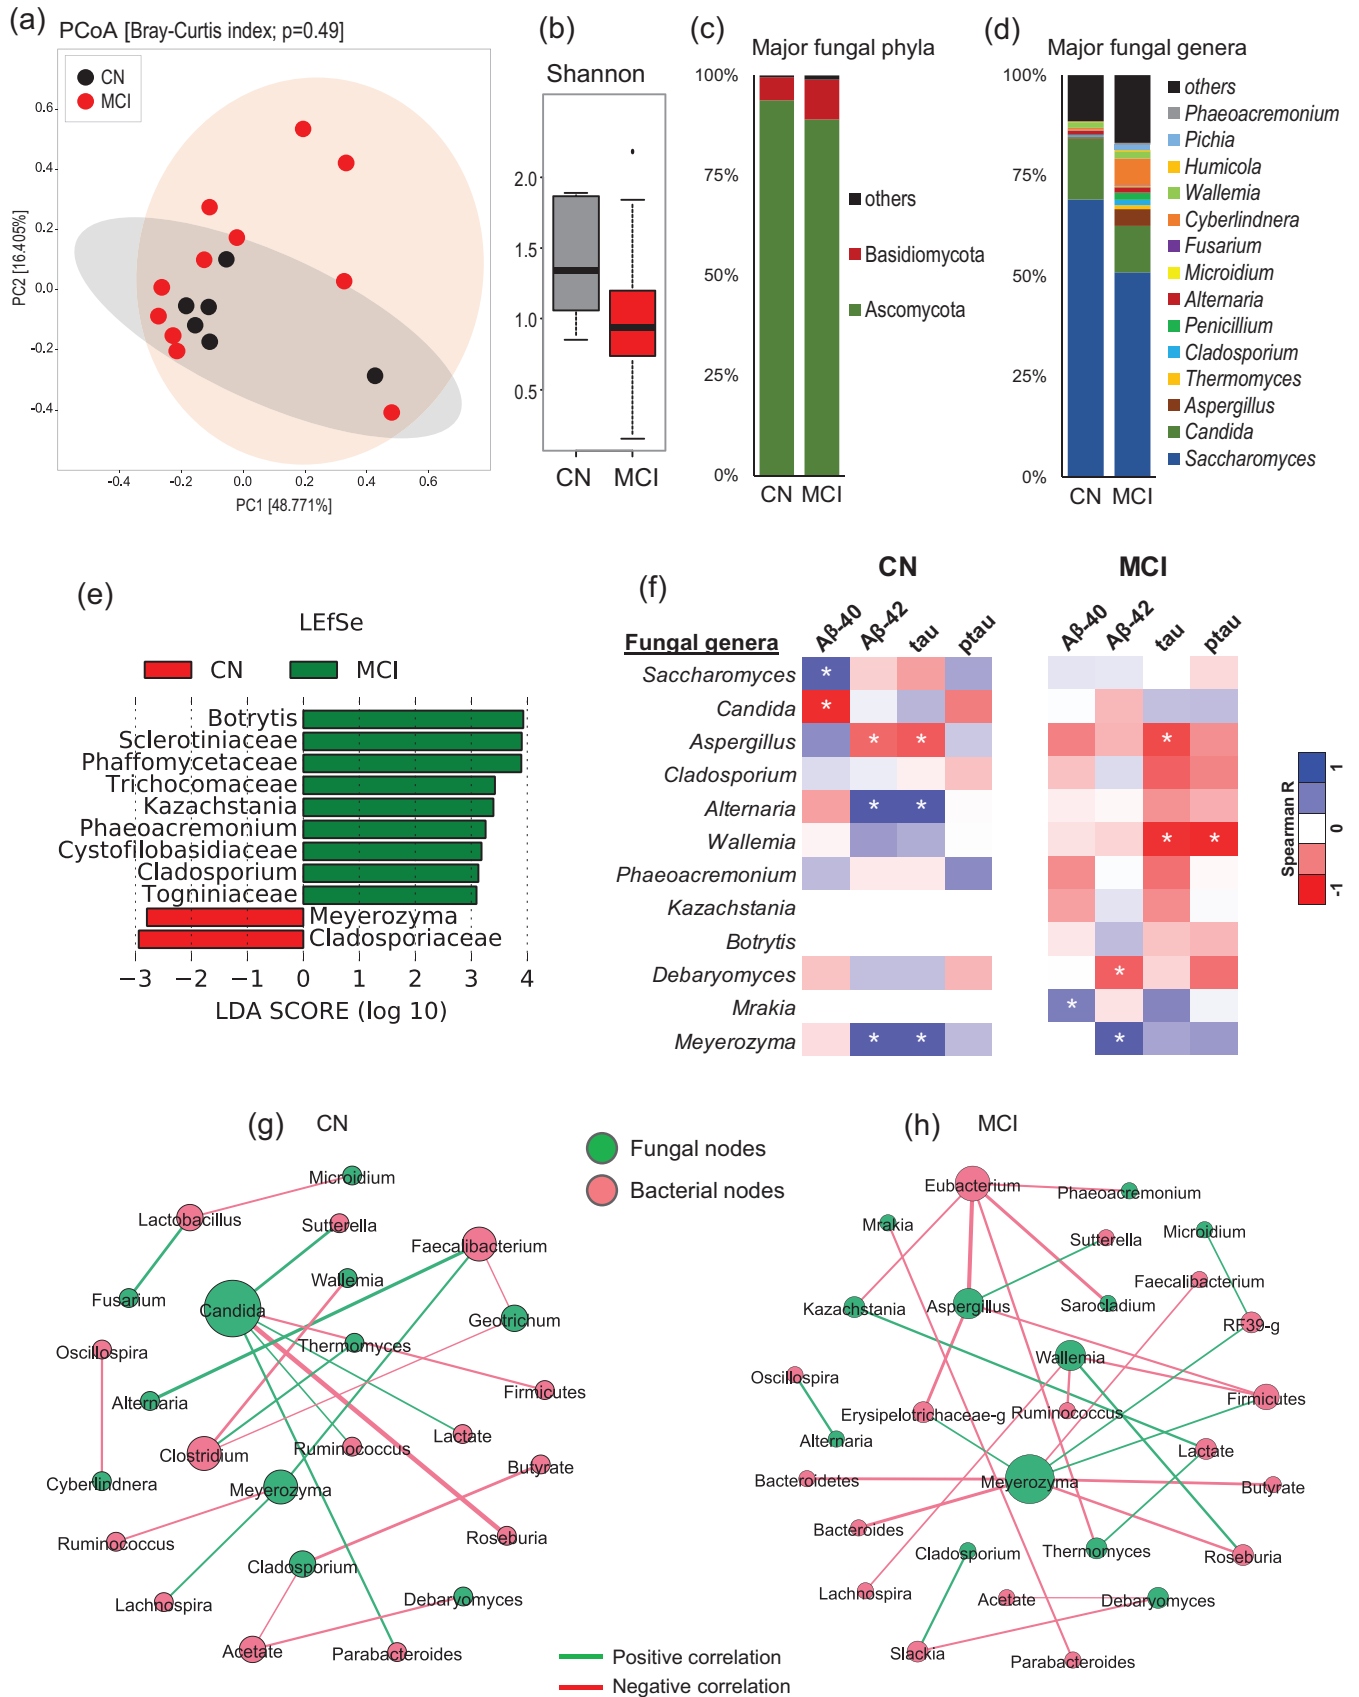 (a)
PCoA [Bray-Curtis index; p=0.49]
CN
MCI
0.6
0.4
0.2
0.0
-0.2
-0.4
PC2 [16.405%]
-0.4
-0.2
0.0
0.2
0.4
0.6
PC1 [48.771%]
(b)
Shannon
2.0
1.5
1.0
0.5
CN
MCI
(c)
Major fungal phyla
100%
75%
50%
25%
0%
CN
MCI
others
Basidiomycota
Ascomycota
(d)
Major fungal genera
100%
75%
50%
25%
0%
CN
MCI
others
Phaeoacremonium
Pichia
Humicola
Wallemia
Cyberlindnera
Fusarium
Microidium
Alternaria
Penicillium
Cladosporium
Thermomyces
Aspergillus
Candida
Saccharomyces
(e)
LEfSe
CN
MCI
Botrytis
Sclerotiniaceae
Phaffomycetaceae
Trichocomaceae
Kazachstania
Phaeoacremonium
Cystofilobasidiaceae
Cladosporium
Togniniaceae
Meyerozyma
Cladosporiaceae
−3
−2
−1
0
1
2
3
4
LDA SCORE (log 10)
(f)
CN
MCI
Fungal genera
Aβ-40
Aβ-42
tau
ptau
Aβ-40
Aβ-42
tau
ptau
Saccharomyces
*
Candida
*
Aspergillus
* * *
Cladosporium
Alternaria
* *
Wallemia
* *
Phaeoacremonium
Kazachstania
Botrytis
Debaryomyces
*
Mrakia
*
Meyerozyma
* * *
Spearman R
1
0
-1
(g)
CN
Fungal nodes
Bacterial nodes
Microidium
Lactobacillus
Sutterella
Faecalibacterium
Wallemia
Fusarium
Candida
Geotrichum
Thermomyces
Oscillospira
Firmicutes
Alternaria
Lactate
Clostridium
Ruminococcus
Butyrate
Cyberlindnera
Meyerozyma
Ruminococcus
Roseburia
Cladosporium
Lachnospira
Debaryomyces
Acetate
Parabacteroides
Positive correlation
Negative correlation
(h)
MCI
Eubacterium
Phaeoacremonium
Mrakia
Microidium
Sutterella
Faecalibacterium
Kazachstania
Aspergillus
Sarocladium
RF39-g
Wallemia
Oscillospira
Firmicutes
Erysipelotrichaceae-g
Ruminococcus
Alternaria
Lactate
Bacteroidetes
Meyerozyma
Butyrate
Bacteroides
Cladosporium
Thermomyces
Roseburia
Lachnospira
Acetate
Debaryomyces
Slackia
Parabacteroides